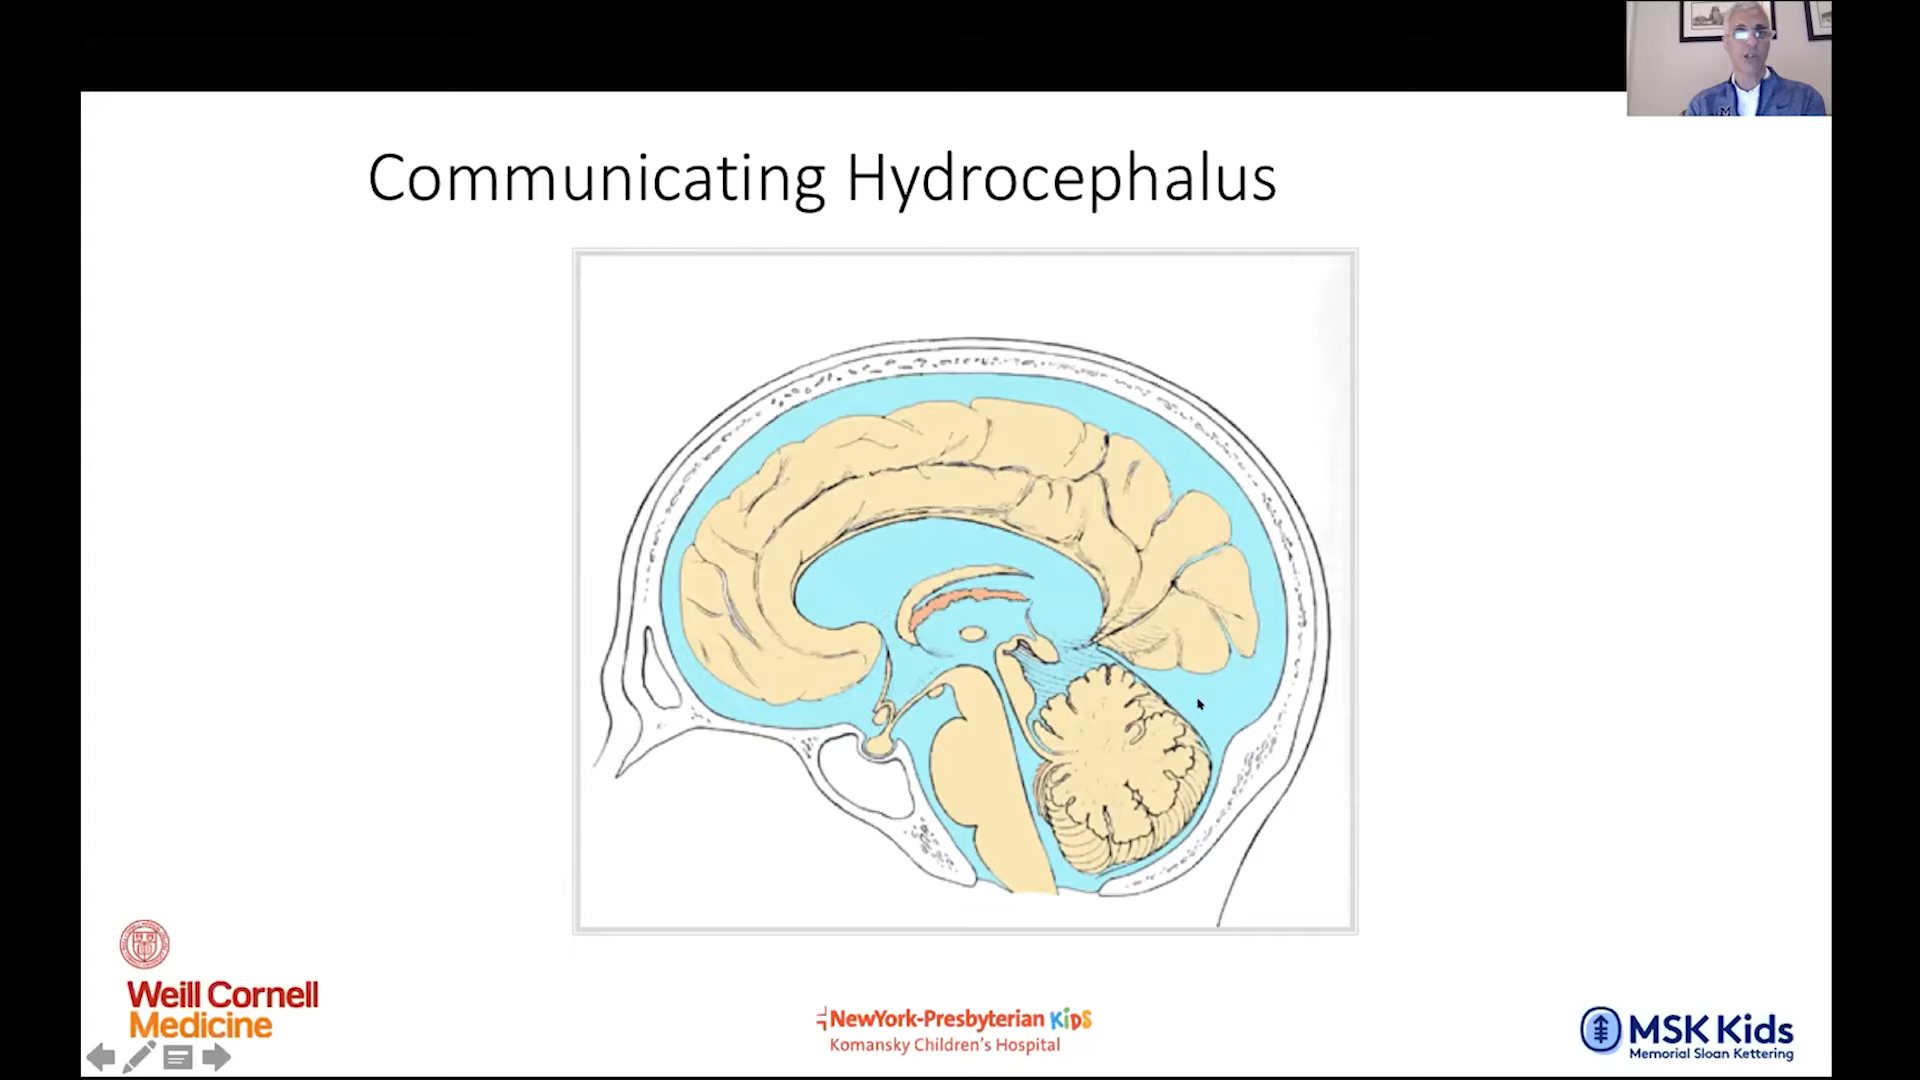 Communicating Hydrocephalus
Weill Cornell
Medicine
NewYork-Presbyterian KiDS
Komansky Children's Hospital
MSK Kids
Memorial Sloan Kettering